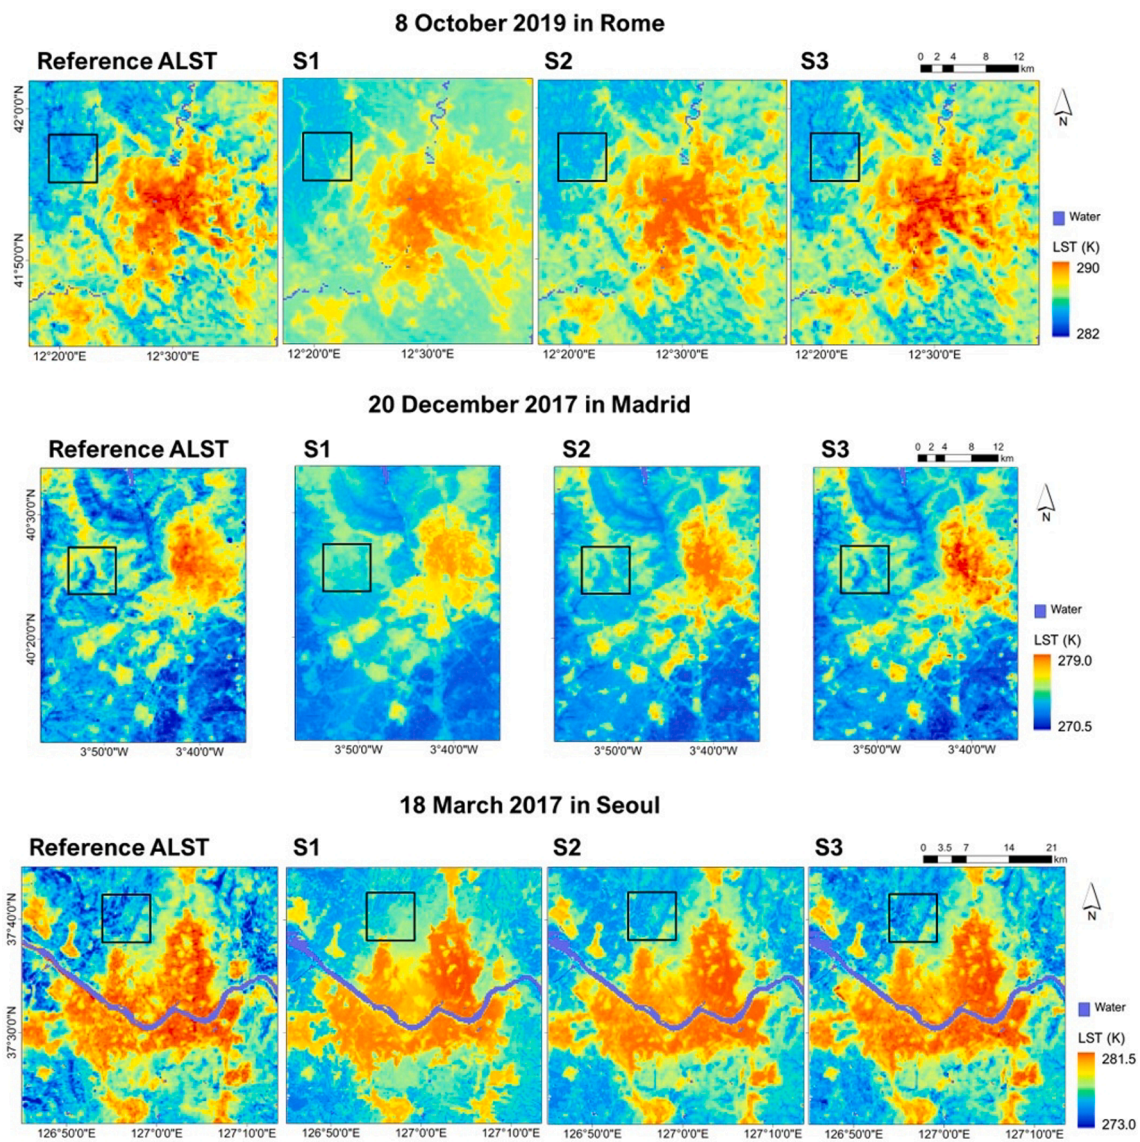 8 October 2019 in Rome
Reference ALST S1 S2 S3
0 2 4 8 12
km
42°0'0"N
41°50'0"N
N
Water
LST (K)
290
282
12°20'0"E 12°30'0"E 12°20'0"E 12°30'0"E 12°20'0"E 12°30'0"E 12°20'0"E 12°30'0"E
20 December 2017 in Madrid
Reference ALST S1 S2 S3
0 2 4 8 12
km
40°30'0"N
40°20'0"N
N
Water
LST (K)
279.0
270.5
3°50'0"W 3°40'0"W 3°50'0"W 3°40'0"W 3°50'0"W 3°40'0"W 3°50'0"W 3°40'0"W
18 March 2017 in Seoul
Reference ALST S1 S2 S3
0 3.5 7 14 21
km
37°40'0"N
37°30'0"N
N
Water
LST (K)
281.5
273.0
126°50'0"E 127°0'0"E 127°10'0"E 126°50'0"E 127°0'0"E 127°10'0"E 126°50'0"E 127°0'0"E 127°10'0"E 126°50'0"E 127°0'0"E 127°10'0"E